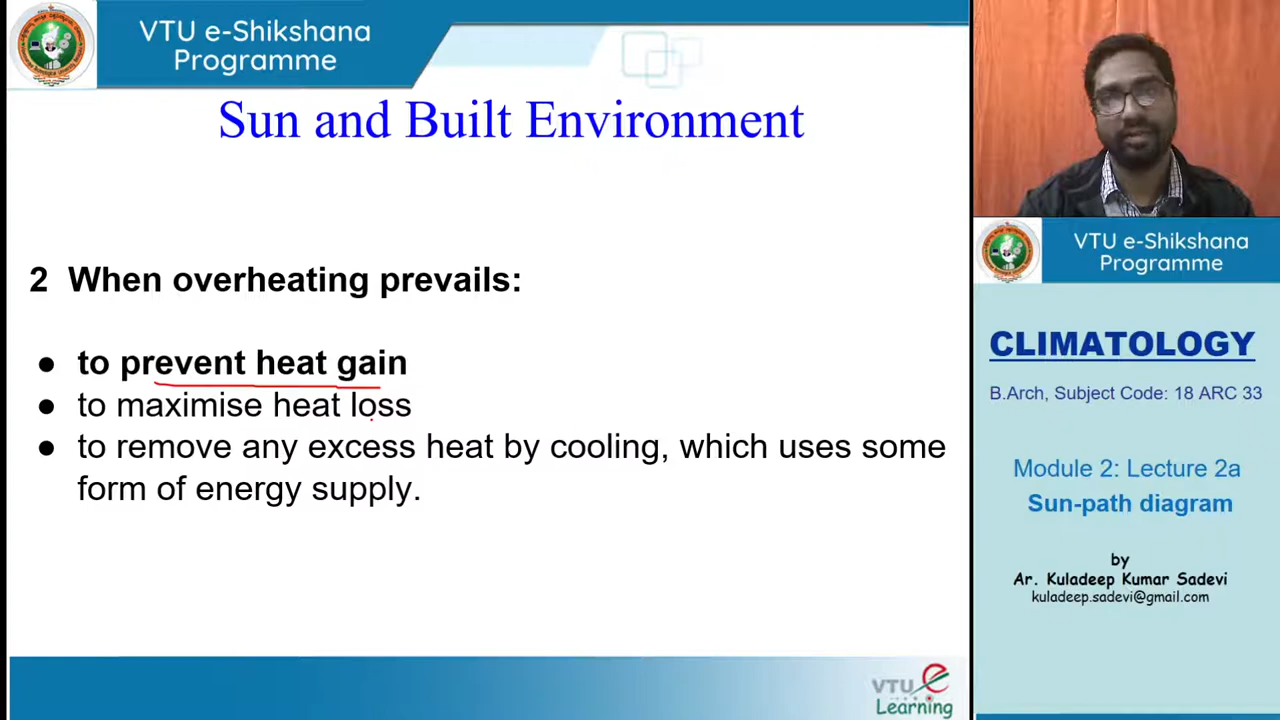 VTU e-Shikshana
Programme
Sun and Built Environment
2 When overheating prevails:
● to prevent heat gain
● to maximise heat loss
● to remove any excess heat by cooling, which uses some
form of energy supply.
VTU e-Shikshana
Programme
CLIMATOLOGY
B.Arch, Subject Code: 18 ARC 33
Module 2: Lecture 2a
Sun-path diagram
by
Ar. Kuladeep Kumar Sadevi
kuladeep.sadevi@gmail.com
VTU e
Learning